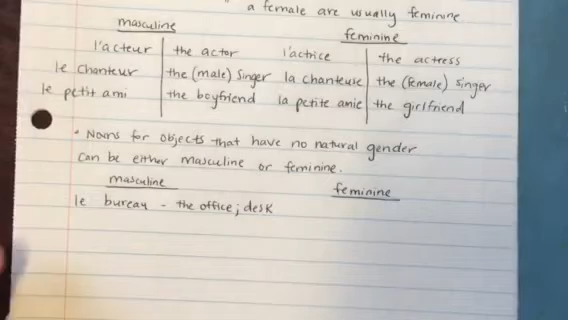 a female are usually feminine
masculine feminine
l'acteur the actor l'actrice the actress
le chanteur the (male) singer la chanteuse the (female) singer
le petit ami the boyfriend la petite amie the girlfriend
• Nouns for objects that have no natural gender
can be either masculine or feminine.
masculine feminine
le bureau - the office; desk